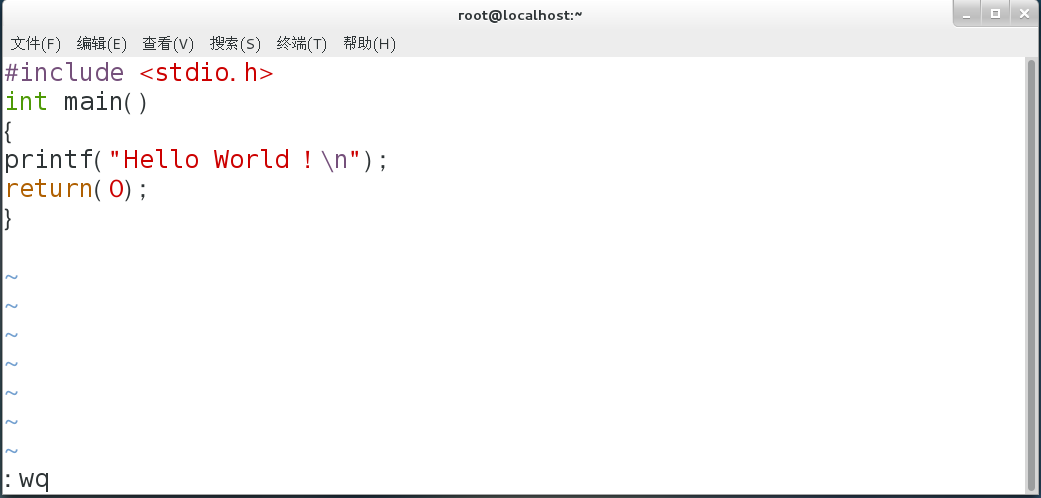 root@localhost:~
文件(F) 编辑(E) 查看(V) 搜索(S) 终端(T) 帮助(H)
#include <stdio.h>
int main()
{
printf("Hello World！\n");
return(0);
}
~
~
~
~
~
~
~
:wq